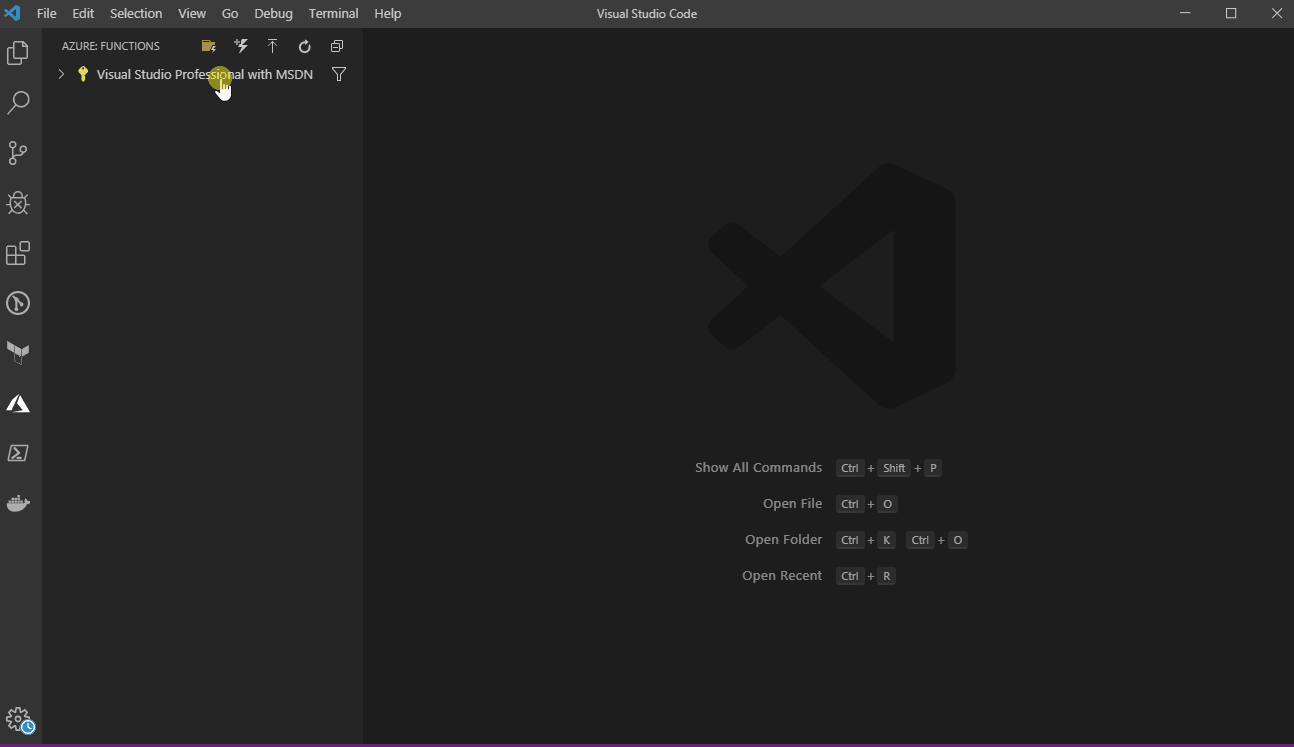 File Edit Selection View Go Debug Terminal Help Visual Studio Code
AZURE: FUNCTIONS
Visual Studio Professional with MSDN
Show All Commands Ctrl + Shift + P
Open File Ctrl + O
Open Folder Ctrl + K Ctrl + O
Open Recent Ctrl + R